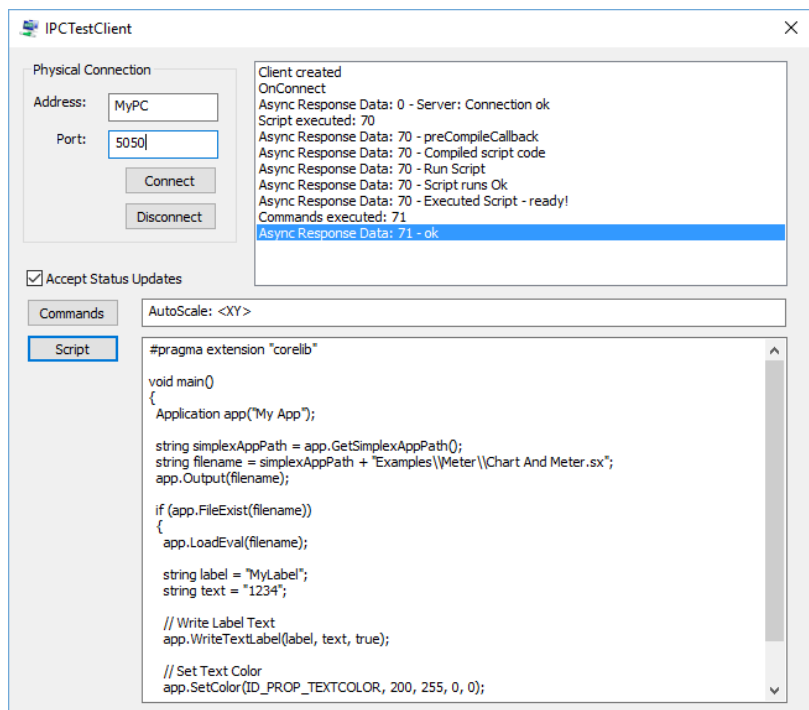 IPCTestClient
Physical Connection
Address: MyPC
Port: 5050
Connect
Disconnect
Client created
OnConnect
Async Response Data: 0 - Server: Connection ok
Script executed: 70
Async Response Data: 70 - preCompileCallback
Async Response Data: 70 - Compiled script code
Async Response Data: 70 - Run Script
Async Response Data: 70 - Script runs Ok
Async Response Data: 70 - Executed Script - ready!
Commands executed: 71
Async Response Data: 71 - ok
Accept Status Updates
Commands
AutoScale: <XY>
Script
#pragma extension "corelib"
void main()
{
Application app("My App");
string simplexAppPath = app.GetSimplexAppPath();
string filename = simplexAppPath + "Examples\\Meter\\Chart And Meter.sx";
app.Output(filename);
if (app.FileExist(filename))
{
app.LoadEval(filename);
string label = "MyLabel";
string text = "1234";
// Write Label Text
app.WriteTextLabel(label, text, true);
// Set Text Color
app.SetColor(ID_PROP_TEXTCOLOR, 200, 255, 0, 0);